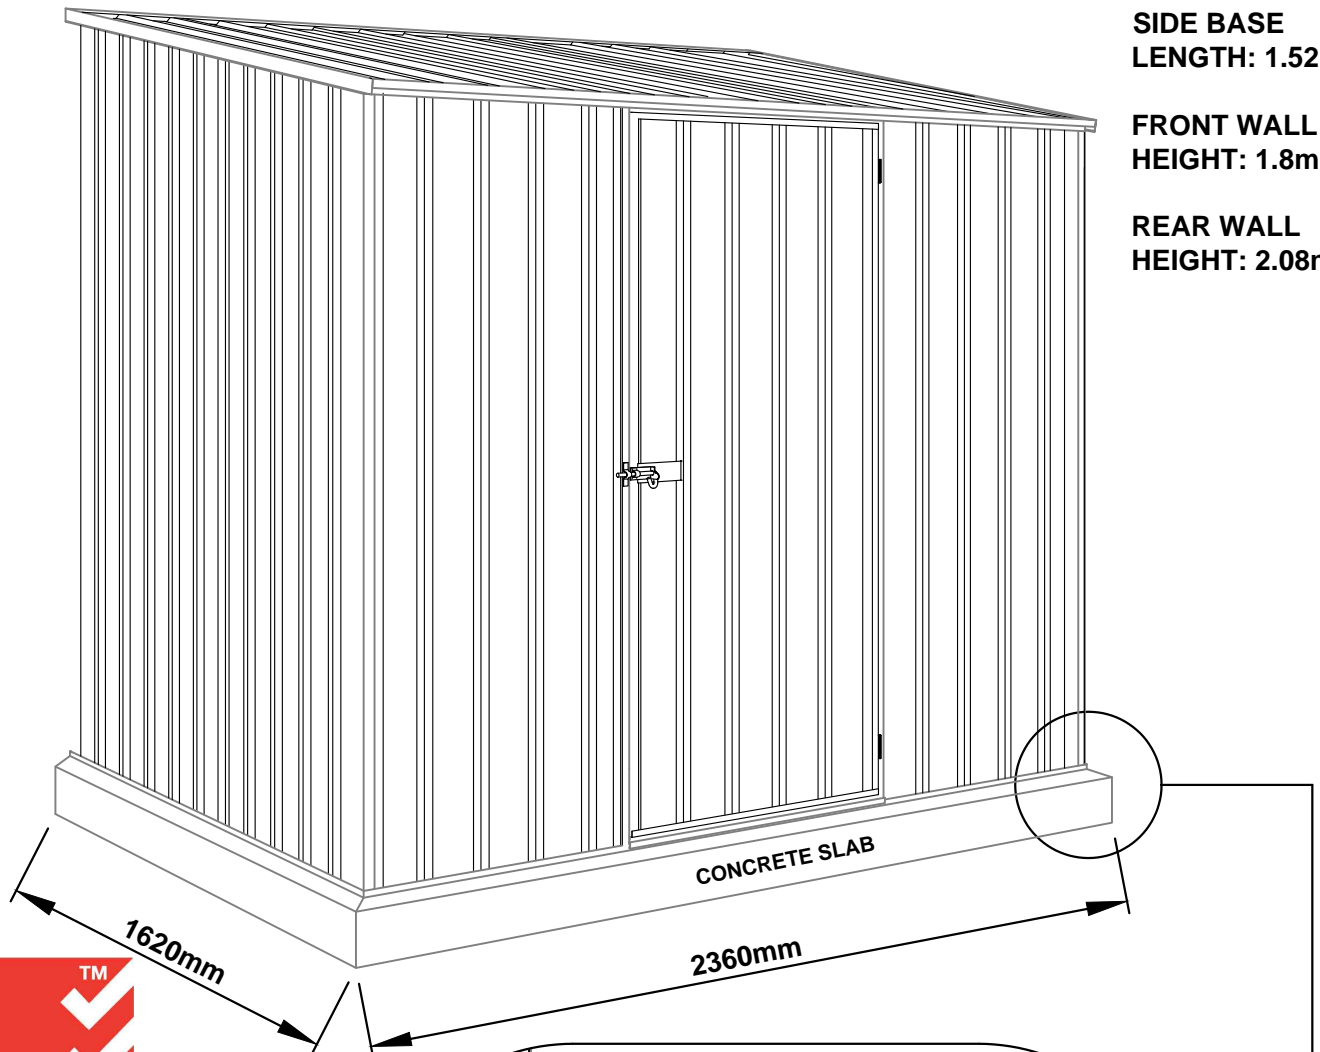 SIDE BASE
LENGTH: 1.52
FRONT WALL
HEIGHT: 1.8m
REAR WALL
HEIGHT: 2.08
CONCRETE SLAB
1620mm
2360mm
TM